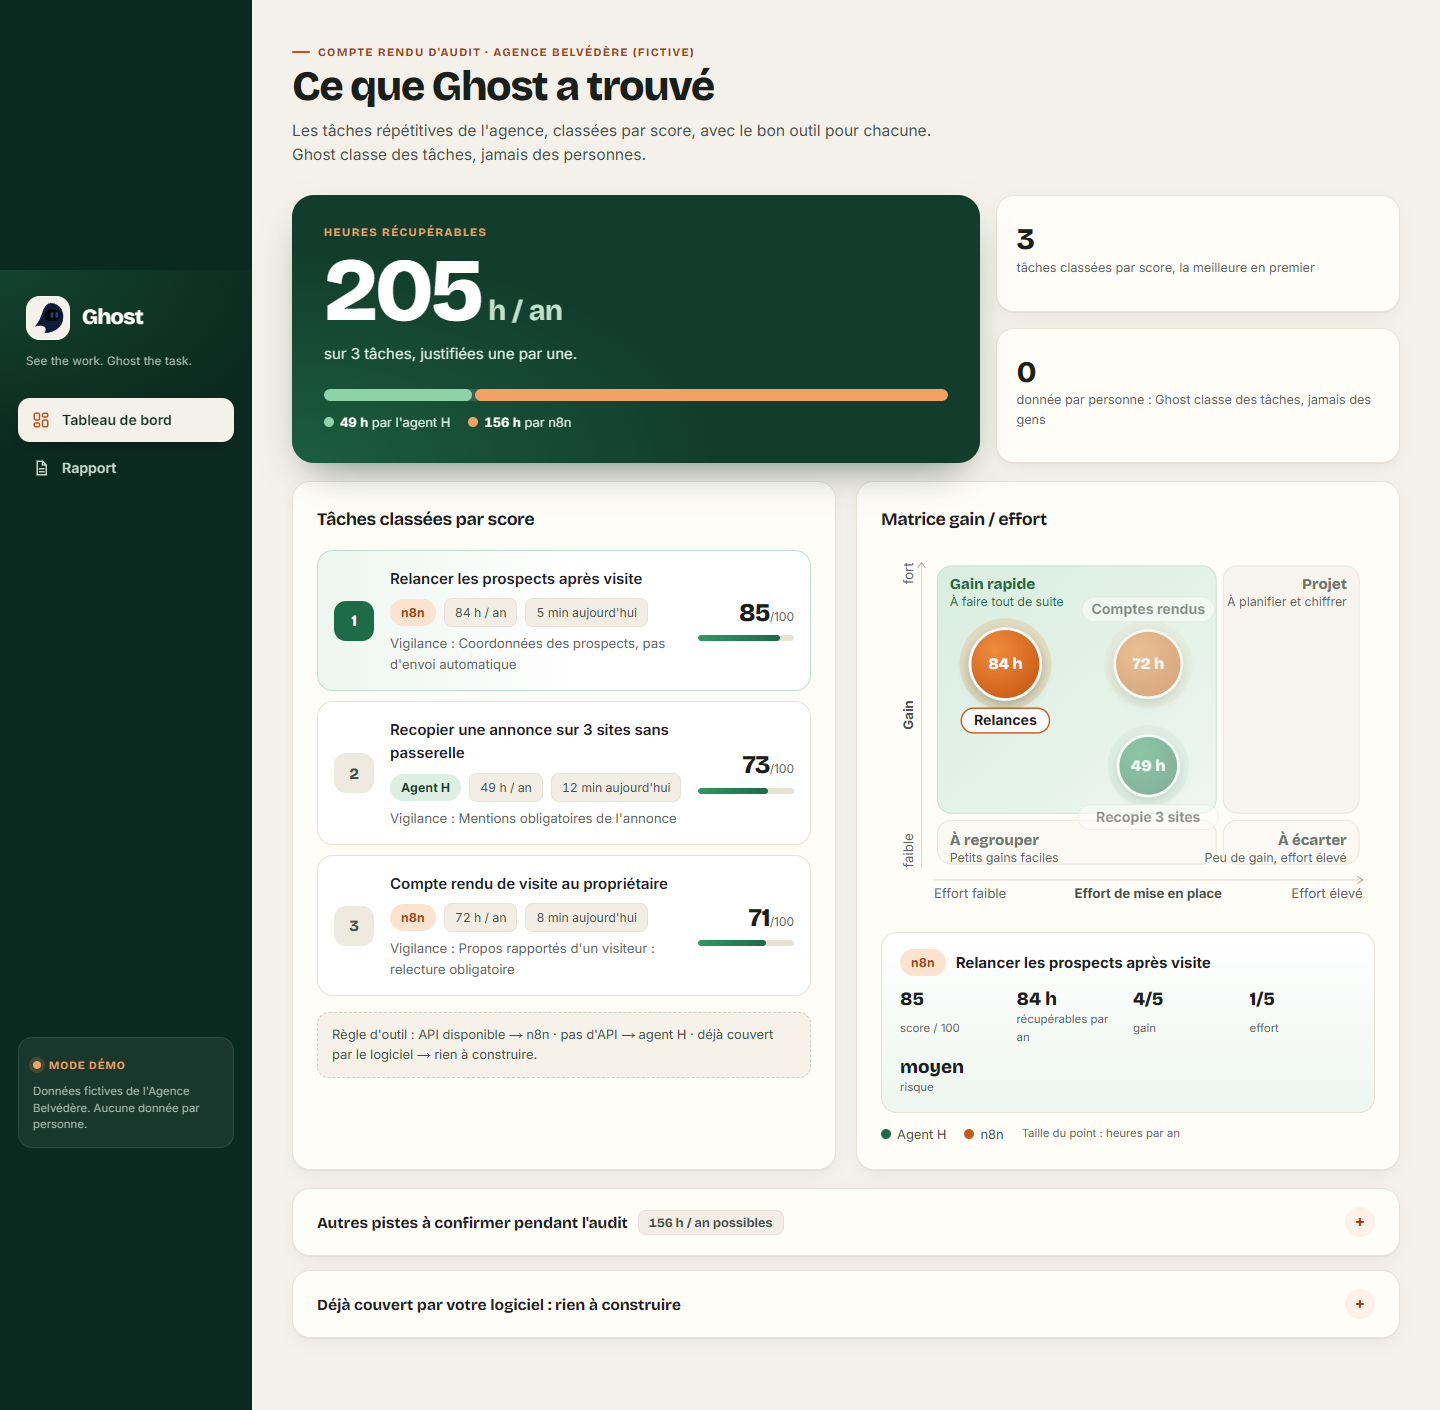 Ghost
See the work. Ghost the task.
Tableau de bord
Rapport
MODE DÉMO
Données fictives de l'Agence
Belvédère. Aucune donnée par
personne.
COMPTE RENDU D'AUDIT · AGENCE BELVÉDÈRE (FICTIVE)
Ce que Ghost a trouvé
Les tâches répétitives de l'agence, classées par score, avec le bon outil pour chacune.
Ghost classe des tâches, jamais des personnes.
HEURES RÉCUPÉRABLES
205 h / an
sur 3 tâches, justifiées une par une.
49 h par l'agent H
156 h par n8n
3
tâches classées par score, la meilleure en premier
0
donnée par personne : Ghost classe des tâches, jamais des
gens
Tâches classées par score
1
Relancer les prospects après visite
n8n
84 h / an
5 min aujourd'hui
Vigilance : Coordonnées des prospects, pas
d'envoi automatique
85/100
2
Recopier une annonce sur 3 sites sans
passerelle
Agent H
49 h / an
12 min aujourd'hui
Vigilance : Mentions obligatoires de l'annonce
73/100
3
Compte rendu de visite au propriétaire
n8n
72 h / an
8 min aujourd'hui
Vigilance : Propos rapportés d'un visiteur :
relecture obligatoire
71/100
Règle d'outil : API disponible → n8n · pas d'API → agent H · déjà couvert
par le logiciel → rien à construire.
Matrice gain / effort
fort
Gain
faible
Gain rapide
À faire tout de suite
Projet
À planifier et chiffrer
Comptes rendus
84 h
72 h
Relances
49 h
Recopie 3 sites
À regrouper
Petits gains faciles
À écarter
Peu de gain, effort élevé
Effort faible
Effort de mise en place
Effort élevé
n8n
Relancer les prospects après visite
85
score / 100
84 h
récupérables par
an
4/5
gain
1/5
effort
moyen
risque
Agent H
n8n
Taille du point : heures par an
Autres pistes à confirmer pendant l'audit
156 h / an possibles
+
Déjà couvert par votre logiciel : rien à construire
+